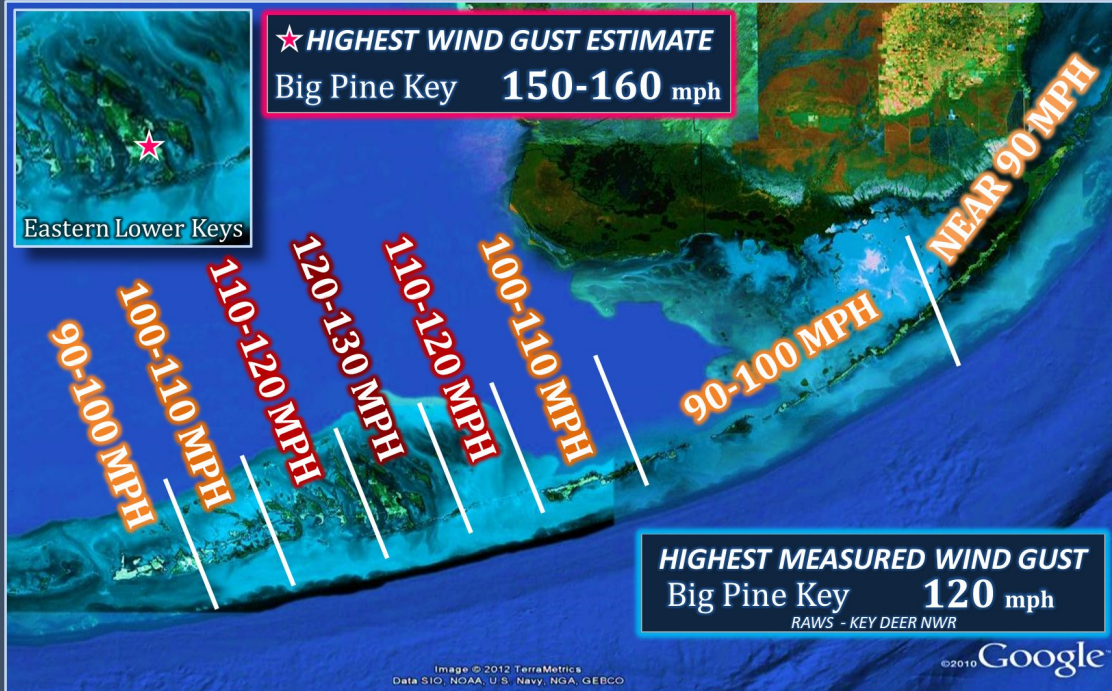 ★ HIGHEST WIND GUST ESTIMATE
Big Pine Key 150-160 mph
Eastern Lower Keys
90-100 MPH
100-110 MPH
110-120 MPH
120-130 MPH
110-120 MPH
100-110 MPH
90-100 MPH
NEAR 90 MPH
HIGHEST MEASURED WIND GUST
Big Pine Key 120 mph
RAWS - KEY DEER NWR
Image © 2012 TerraMetrics
Data SIO, NOAA, U.S. Navy, NGA, GEBCO
©2010 Google